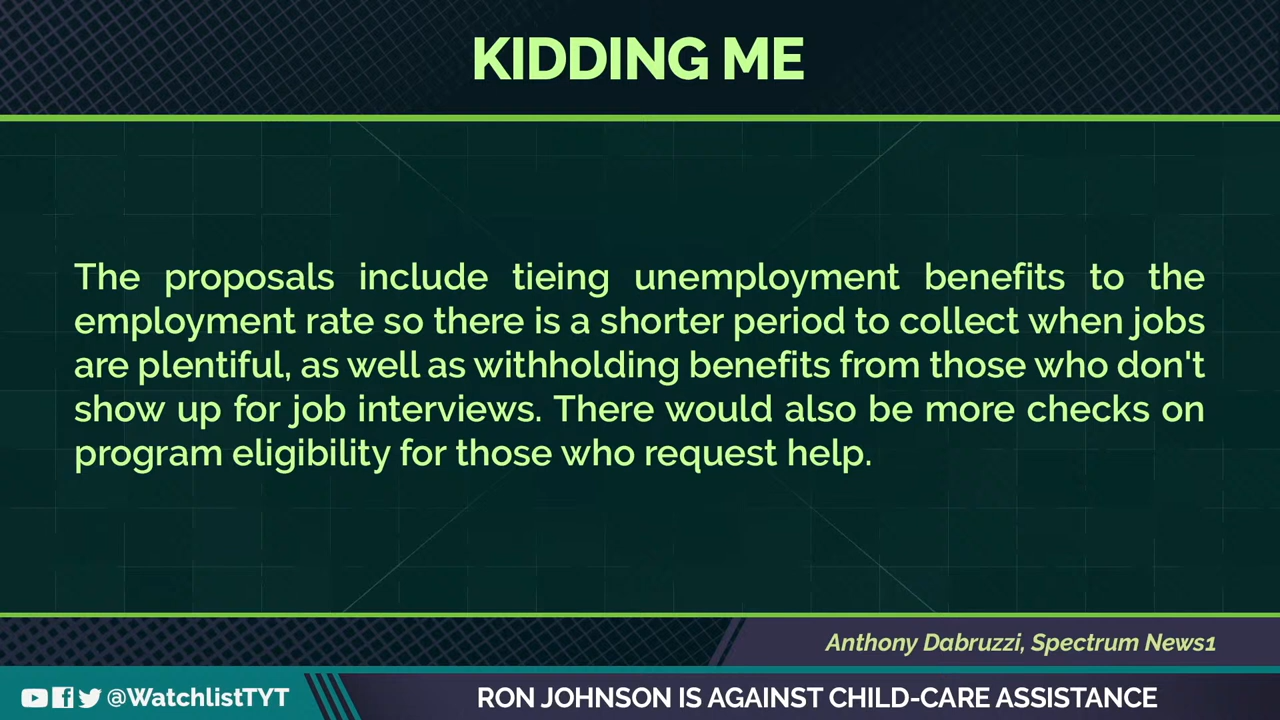 KIDDING ME
The proposals include tieing unemployment benefits to the
employment rate so there is a shorter period to collect when jobs
are plentiful, as well as withholding benefits from those who don't
show up for job interviews. There would also be more checks on
program eligibility for those who request help.
Anthony Dabruzzi, Spectrum News1
@WatchlistTYT
RON JOHNSON IS AGAINST CHILD-CARE ASSISTANCE